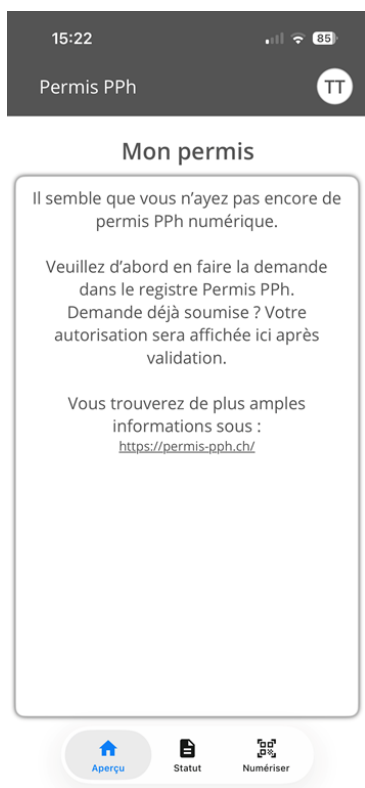 15:22
85
Permis PPh
TT
Mon permis
Il semble que vous n’ayez pas encore de
permis PPh numérique.
Veuillez d’abord en faire la demande
dans le registre Permis PPh.
Demande déjà soumise ? Votre
autorisation sera affichée ici après
validation.
Vous trouverez de plus amples
informations sous :
https://permis-pph.ch/
Aperçu
Statut
Numériser